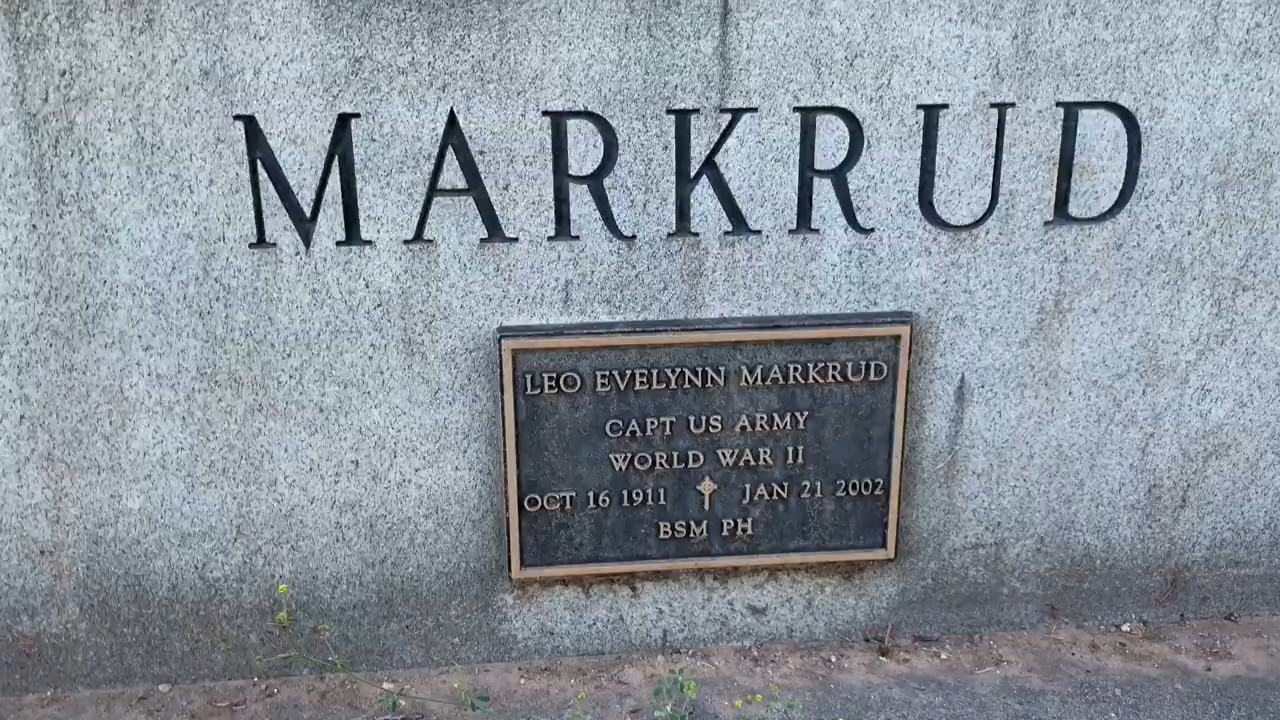 MARKRUD
LEO EVELYNN MARKRUD
CAPT US ARMY
WORLD WAR II
OCT 16 1911 JAN 21 2002
BSM PH